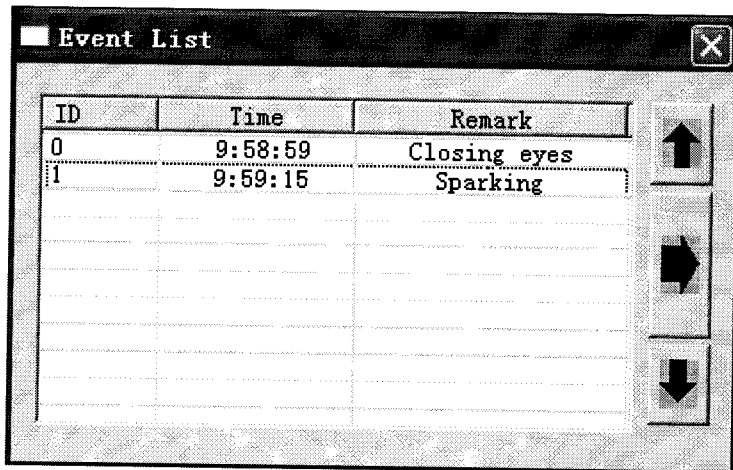 Event List
ID Time Remark
0 9:58:59 Closing eyes
1 9:59:15 Sparking